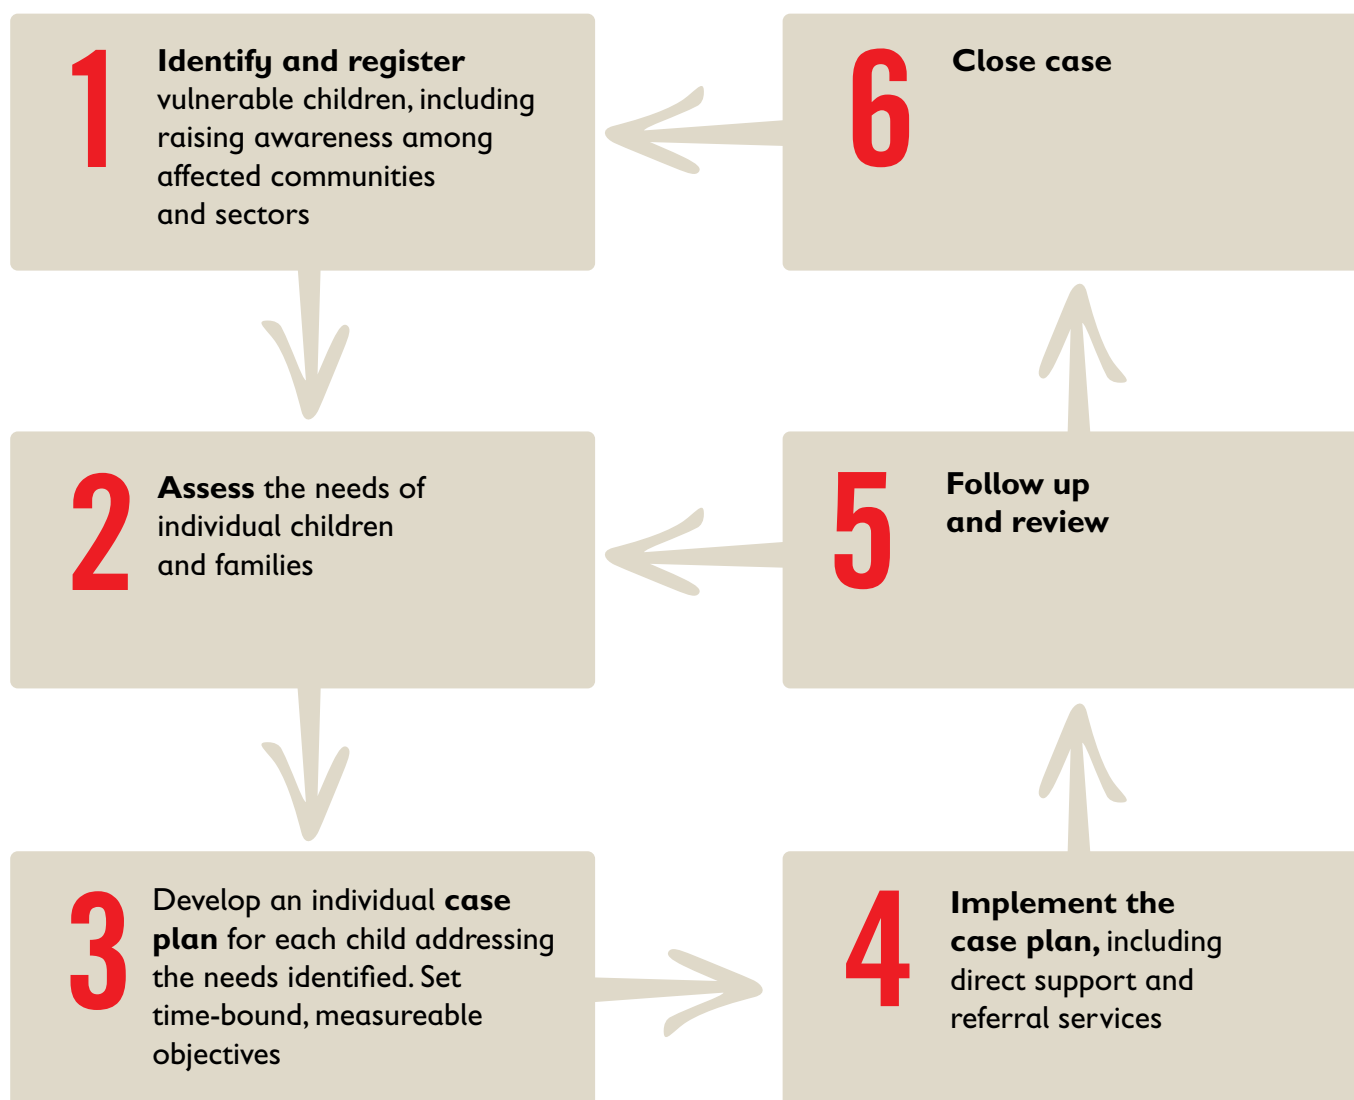 1
Identify and register
vulnerable children, including
raising awareness among
affected communities
and sectors
2
Assess the needs of
individual children
and families
3
Develop an individual case
plan for each child addressing
the needs identified. Set
time-bound, measureable
objectives
4
Implement the
case plan, including
direct support and
referral services
5
Follow up
and review
6
Close case